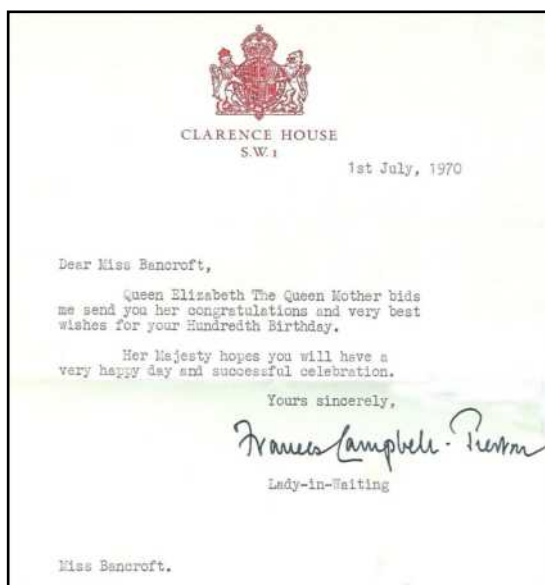 CLARENCE HOUSE
S.W.1
1st July, 1970
Dear Miss Bancroft,
Queen Elizabeth The Queen Mother bids
me send you her congratulations and very best
wishes for your Hundredth Birthday.
Her Majesty hopes you will have a
very happy day and successful celebration.
Yours sincerely,
Frances Campbell-Preston
Lady-in-Waiting
Miss Bancroft.